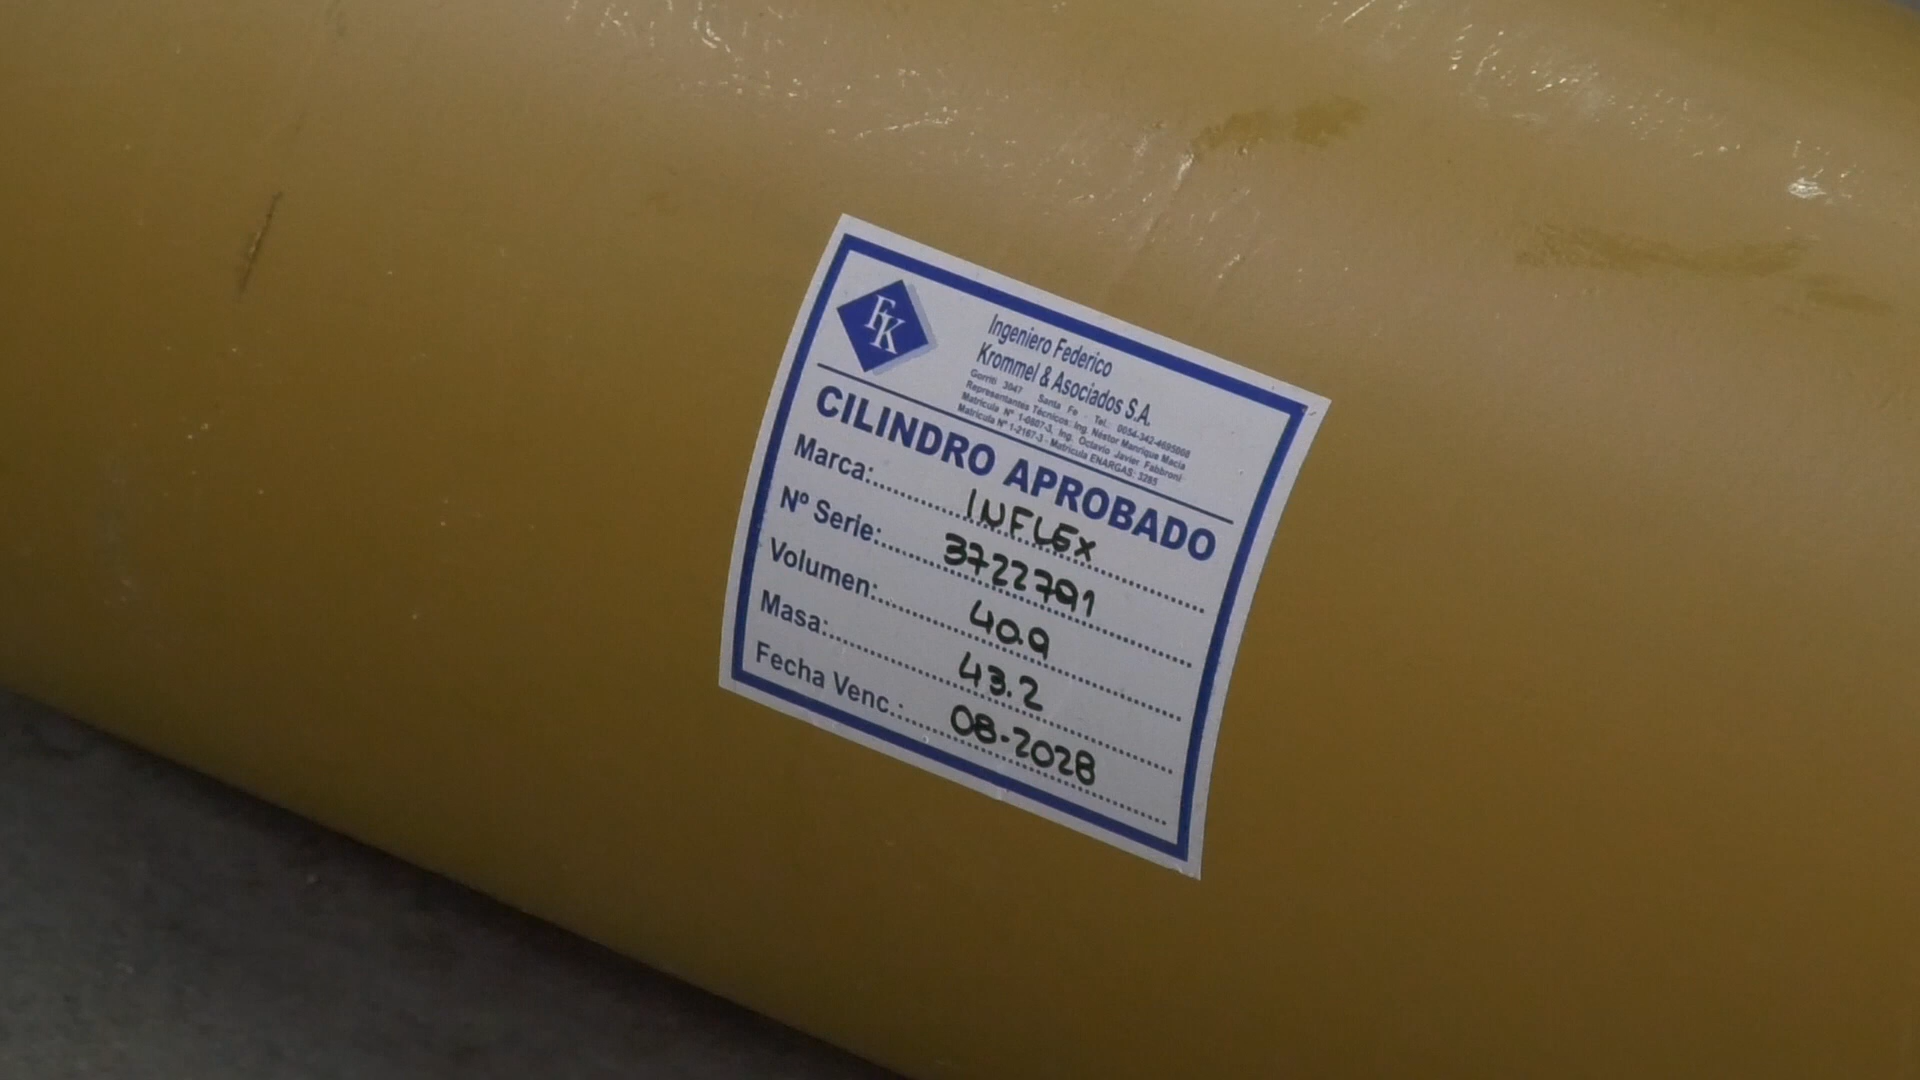 FK
Ingeniero Federico
Krommel & Asociados S.A.
Gorriti 3047 Santa Fe - Tel.: 0054-342-4695008
Representantes Técnicos: Ing. Néstor Manrique Macia
Matrícula Nº 1-0807-3, Ing. Octavio Javier Fabbroni
Matrícula Nº 1-2167-3 - Matrícula ENARGAS: 3285
CILINDRO APROBADO
Marca: INFLEX
Nº Serie: 3722791
Volumen: 40.9
Masa: 43.2
Fecha Venc.: 08-2028